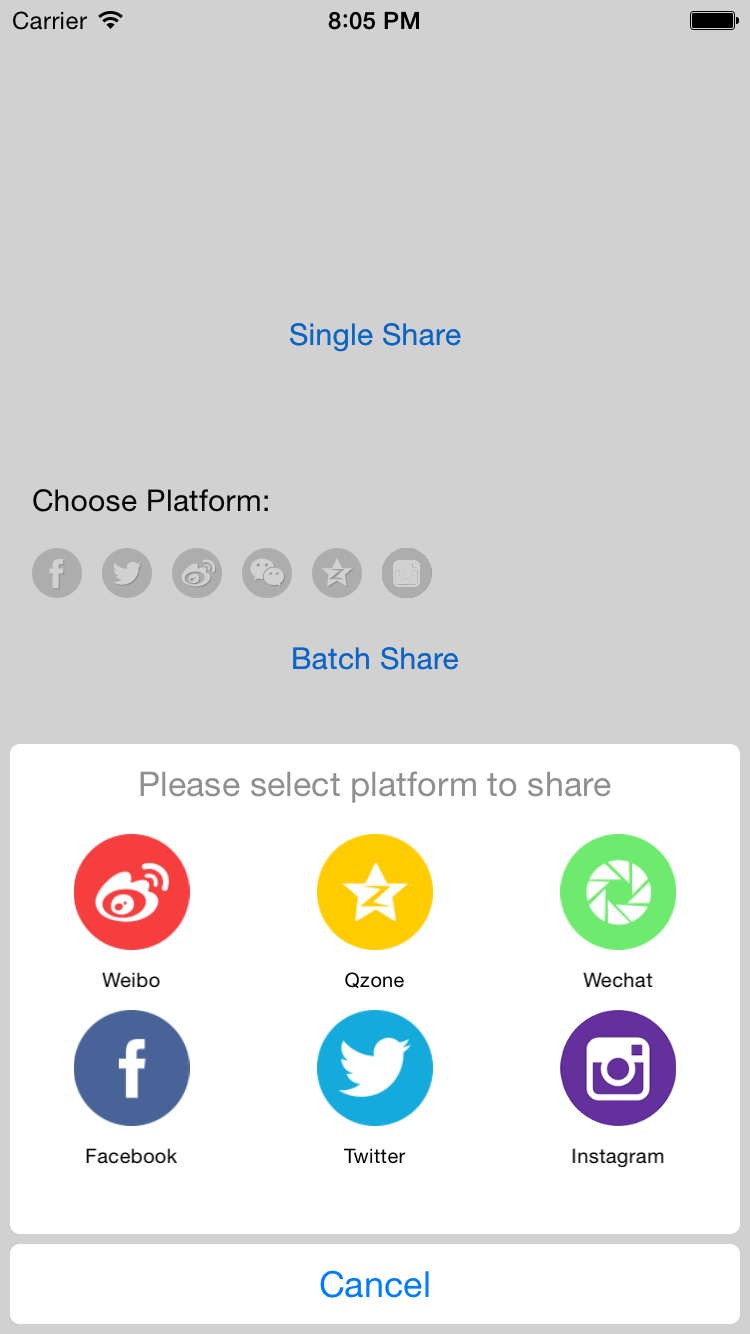 Carrier 8:05 PM
Single Share
Choose Platform:
Batch Share
Please select platform to share
Weibo Qzone Wechat
Facebook Twitter Instagram
Cancel